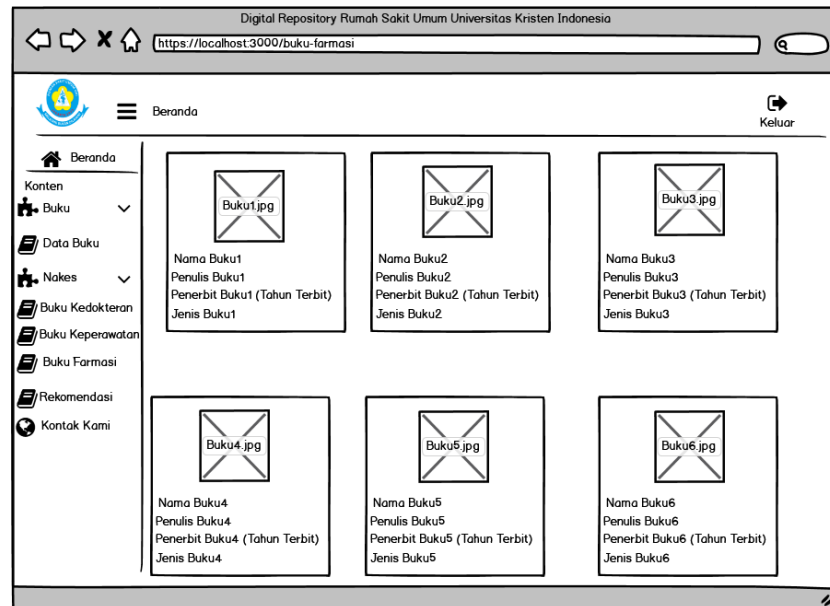 Digital Repository Rumah Sakit Umum Universitas Kristen Indonesia
https://localhost:3000/buku-farmasi
Beranda
Keluar
Beranda
Konten
Buku
Data Buku
Nakes
Buku Kedokteran
Buku Keperawatan
Buku Farmasi
Rekomendasi
Kontak Kami
Buku1.jpg
Nama Buku1
Penulis Buku1
Penerbit Buku1 (Tahun Terbit)
Jenis Buku1
Buku2.jpg
Nama Buku2
Penulis Buku2
Penerbit Buku2 (Tahun Terbit)
Jenis Buku2
Buku3.jpg
Nama Buku3
Penulis Buku3
Penerbit Buku3 (Tahun Terbit)
Jenis Buku3
Buku4.jpg
Nama Buku4
Penulis Buku4
Penerbit Buku4 (Tahun Terbit)
Jenis Buku4
Buku5.jpg
Nama Buku5
Penulis Buku5
Penerbit Buku5 (Tahun Terbit)
Jenis Buku5
Buku6.jpg
Nama Buku6
Penulis Buku6
Penerbit Buku6 (Tahun Terbit)
Jenis Buku6